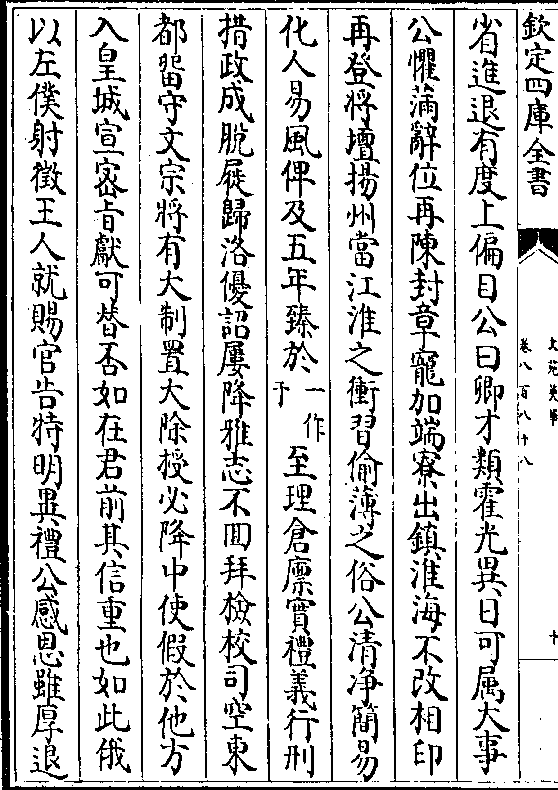 欽定四庫全書
文苑英華
卷八百八十八
十
省進退有度上偏目公曰卿才類霍光異日可属大事
公懼蒲辭位再陳封章寵加端寮出鎮淮海不改相印
再登將壇揚州當江淮之衝習偷薄之俗公清净簡易
化人易風俾及五年臻於一作于至理倉廪實禮義行刑
措政成脱屣歸洛優詔屢降雅志不囬拜檢校司空東
都留守文宗將有大制置大除授必降中使假於他方
入皇城宣宻旨獻可替否如在君前其信重也如此俄
以左僕射徵王人就賜官告特明異禮公感恩雖厚退